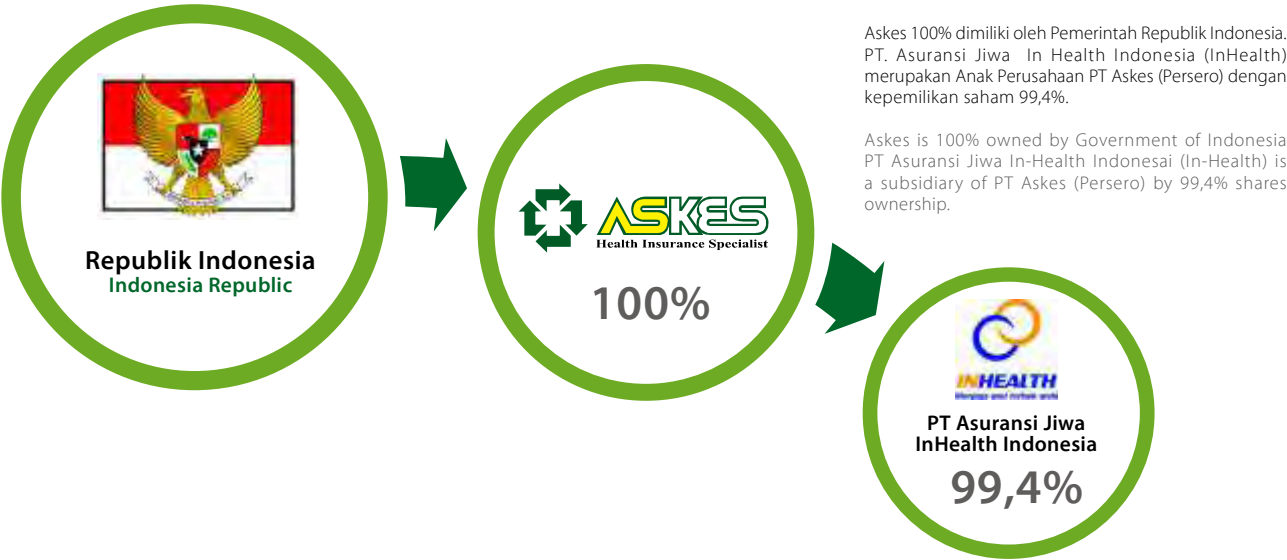 Askes 100% dimiliki oleh Pemerintah Republik Indonesia.
PT. Asuransi Jiwa In Health Indonesia (InHealth)
merupakan Anak Perusahaan PT Askes (Persero) dengan
kepemilikan saham 99,4%.
Askes is 100% owned by Government of Indonesia
PT Asuransi Jiwa In-Health Indonesai (In-Health) is
a subsidiary of PT Askes (Persero) by 99,4% shares
ownership.
Republik Indonesia
Indonesia Republic
ASKES
Health Insurance Specialist
100%
INHEALTH
PT Asuransi Jiwa
InHealth Indonesia
99,4%